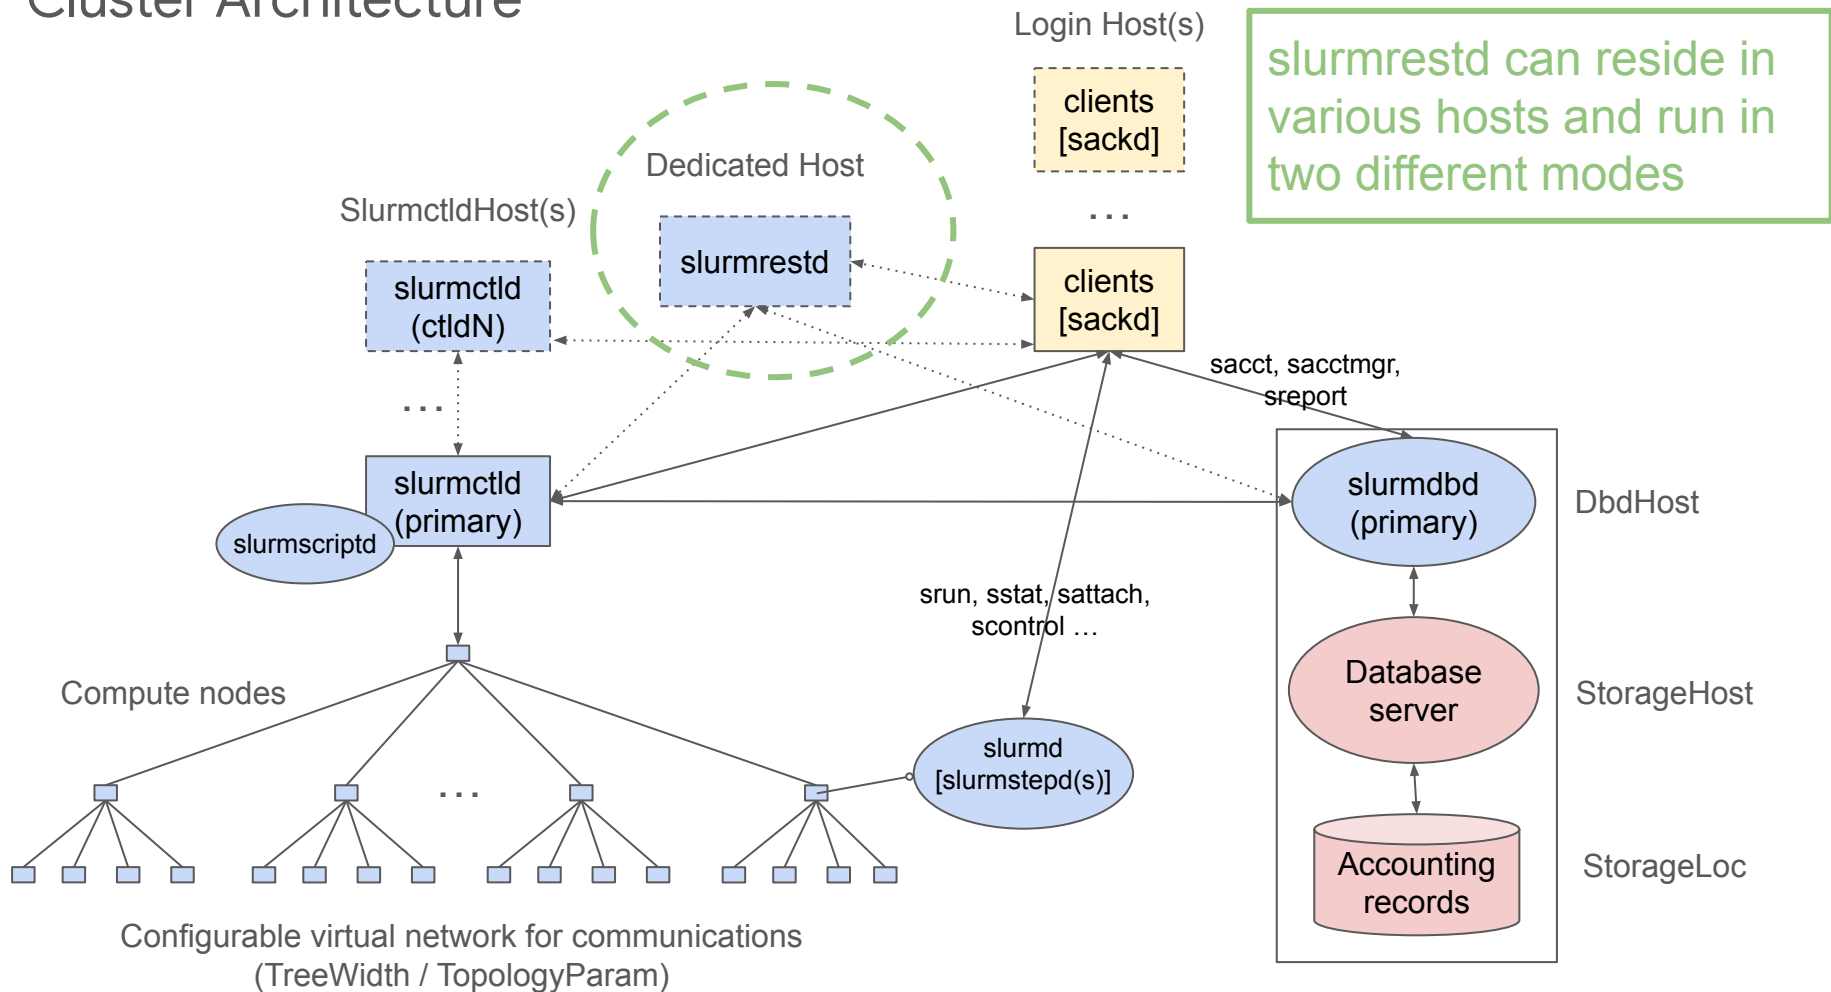 Cluster Architecture
Login Host(s)
slurmrestd can reside in
various hosts and run in
two different modes
clients
[sackd]
Dedicated Host
SlurmctldHost(s)
...
slurmrestd
clients
[sackd]
slurmctld
(ctldN)
sacct, sacctmgr,
sreport
...
slurmctld
(primary)
slurmscriptd
slurmdbd
(primary)
DbdHost
srun, sstat, sattach,
scontrol …
Compute nodes
Database
server
StorageHost
slurmd
[slurmstepd(s)]
...
Accounting
records
StorageLoc
Configurable virtual network for communications
(TreeWidth / TopologyParam)